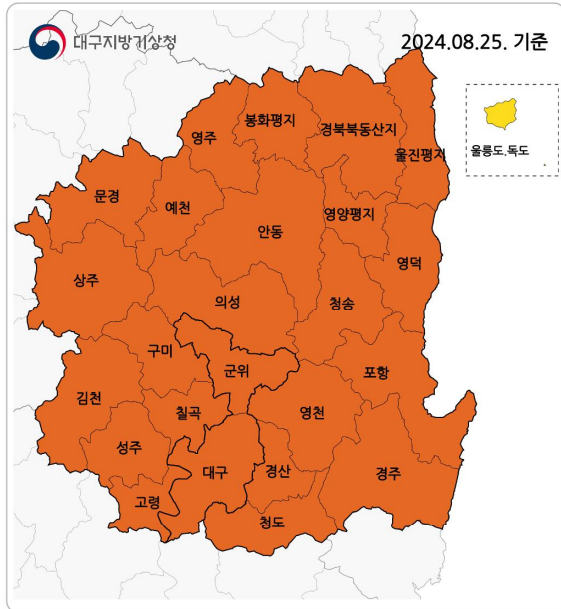 대구지방기상청
2024.08.25. 기준
봉화평지
영주
경북북동산지
울진평지
울릉도.독도
문경
예천
영양평지
안동
영덕
상주
의성
청송
구미
군위
포항
김천
칠곡
영천
성주
대구
경산
경주
고령
청도